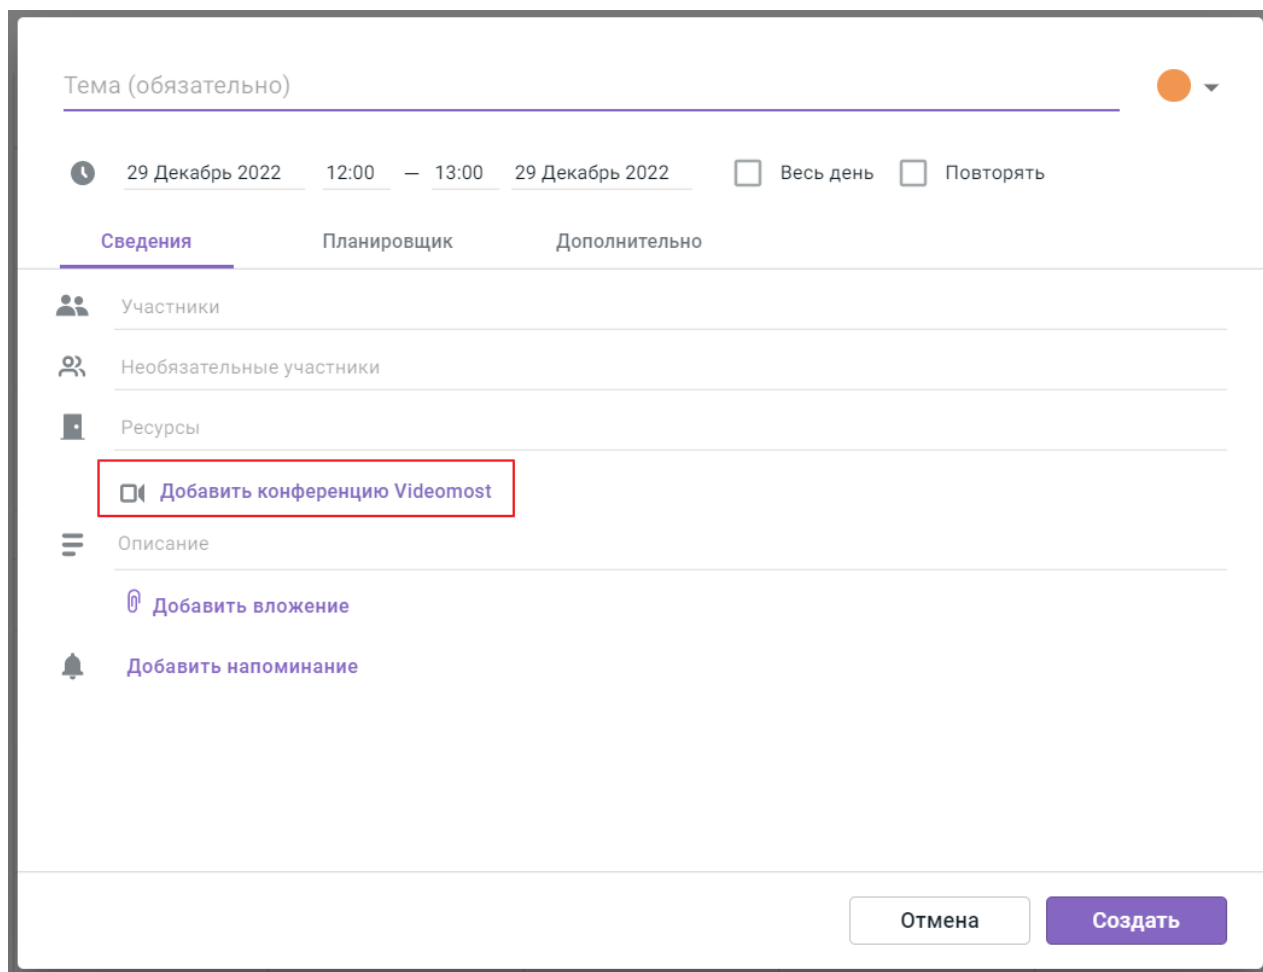 Тема (обязательно)
29 Декабрь 2022 12:00 — 13:00 29 Декабрь 2022 Весь день Повторять
Сведения Планировщик Дополнительно
Участники
Необязательные участники
Ресурсы
Добавить конференцию Videomost
Описание
Добавить вложение
Добавить напоминание
Отмена Создать